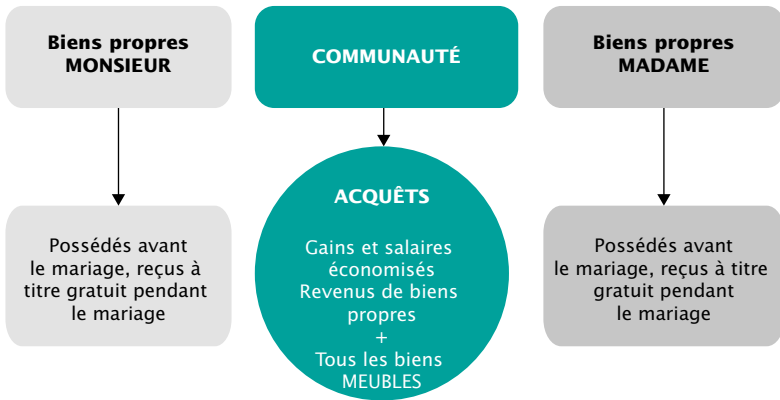 Biens propres
MONSIEUR
COMMUNAUTÉ
Biens propres
MADAME
Possédés avant
le mariage, reçus à
titre gratuit pendant
le mariage
ACQUÊTS
Gains et salaires
économisés
Revenus de biens
propres
+
Tous les biens
MEUBLES
Possédés avant
le mariage, reçus à titre
gratuit pendant
le mariage